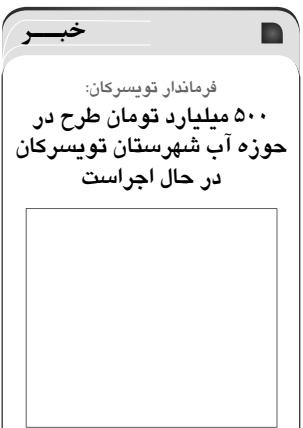 خبـــر
فرماندار تویسرکان:
۵۰۰ میلیارد تومان طرح در
حوزه آب شهرستان تویسرکان
در حال اجراست